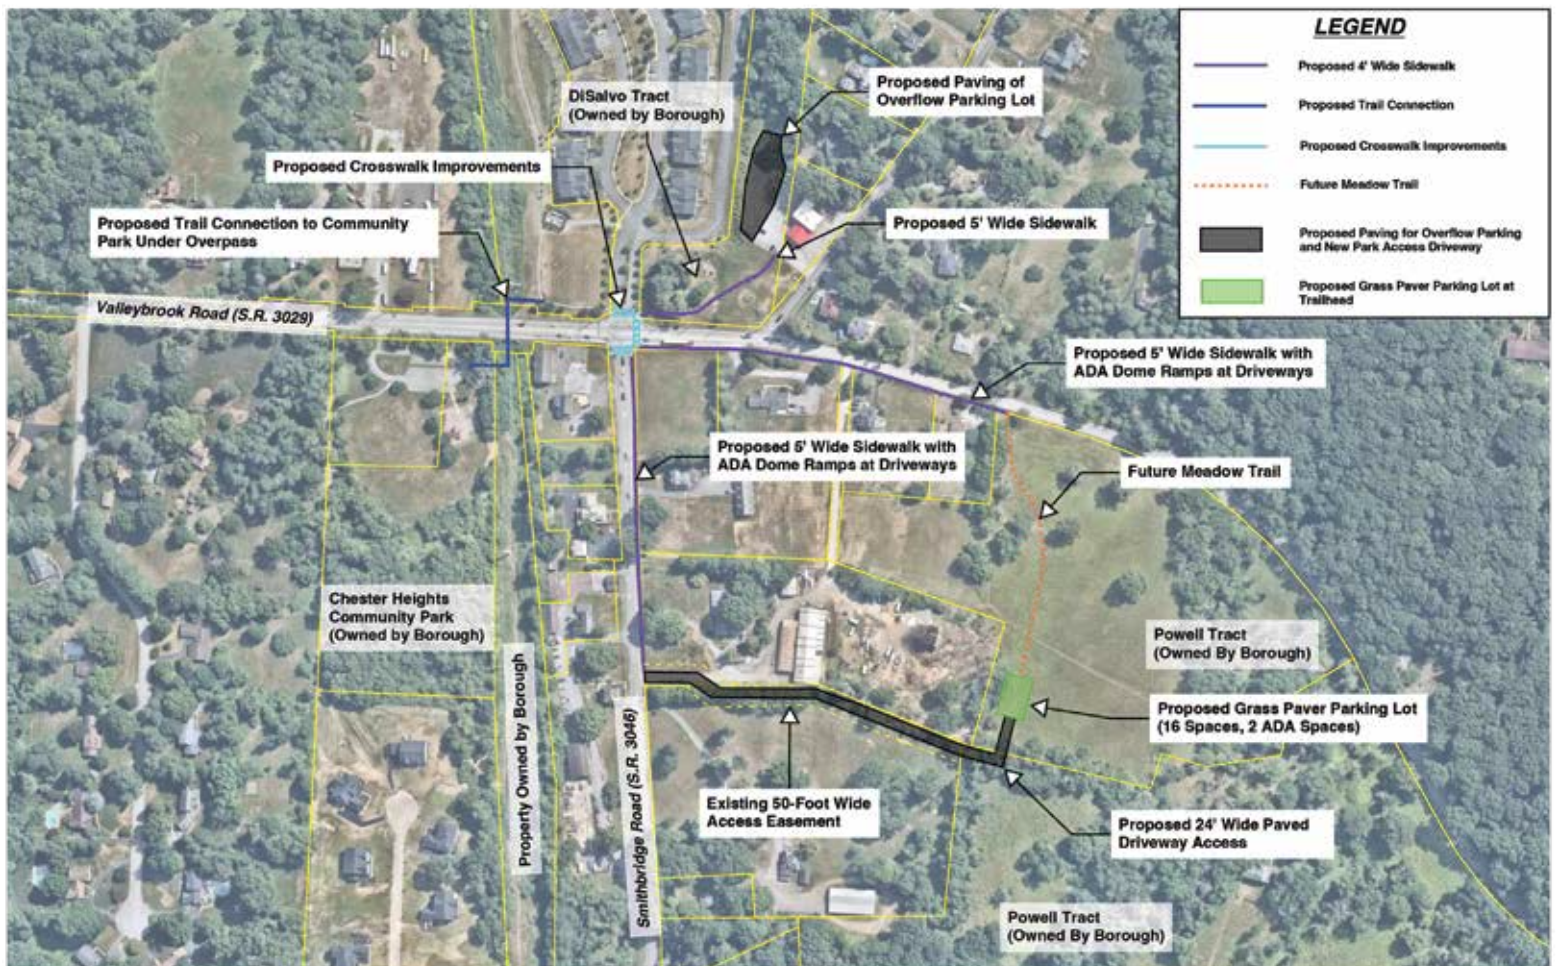 LEGEND
Proposed 4' Wide Sidewalk
Proposed Trail Connection
Proposed Crosswalk Improvements
Future Meadow Trail
Proposed Paving for Overflow Parking
and New Park Access Driveway
Proposed Grass Paver Parking Lot at
Trailheed
Proposed Paving of
Overflow Parking Lot
DiSalvo Tract
(Owned by Borough)
Proposed Crosswalk Improvements
Proposed Trail Connection to Community
Park Under Overpass
Proposed 5' Wide Sidewalk
Valleybrook Road (S.R. 3029)
Proposed 5' Wide Sidewalk with
ADA Dome Ramps at Driveways
Proposed 5' Wide Sidewalk with
ADA Dome Ramps at Driveways
Future Meadow Trail
Chester Heights
Community Park
(Owned by Borough)
Powell Tract
(Owned By Borough)
Property Owned by Borough
Smithbridge Road (S.R. 3046)
Proposed Grass Paver Parking Lot
(16 Spaces, 2 ADA Spaces)
Existing 50-Foot Wide
Access Easement
Proposed 24' Wide Paved
Driveway Access
Powell Tract
(Owned By Borough)